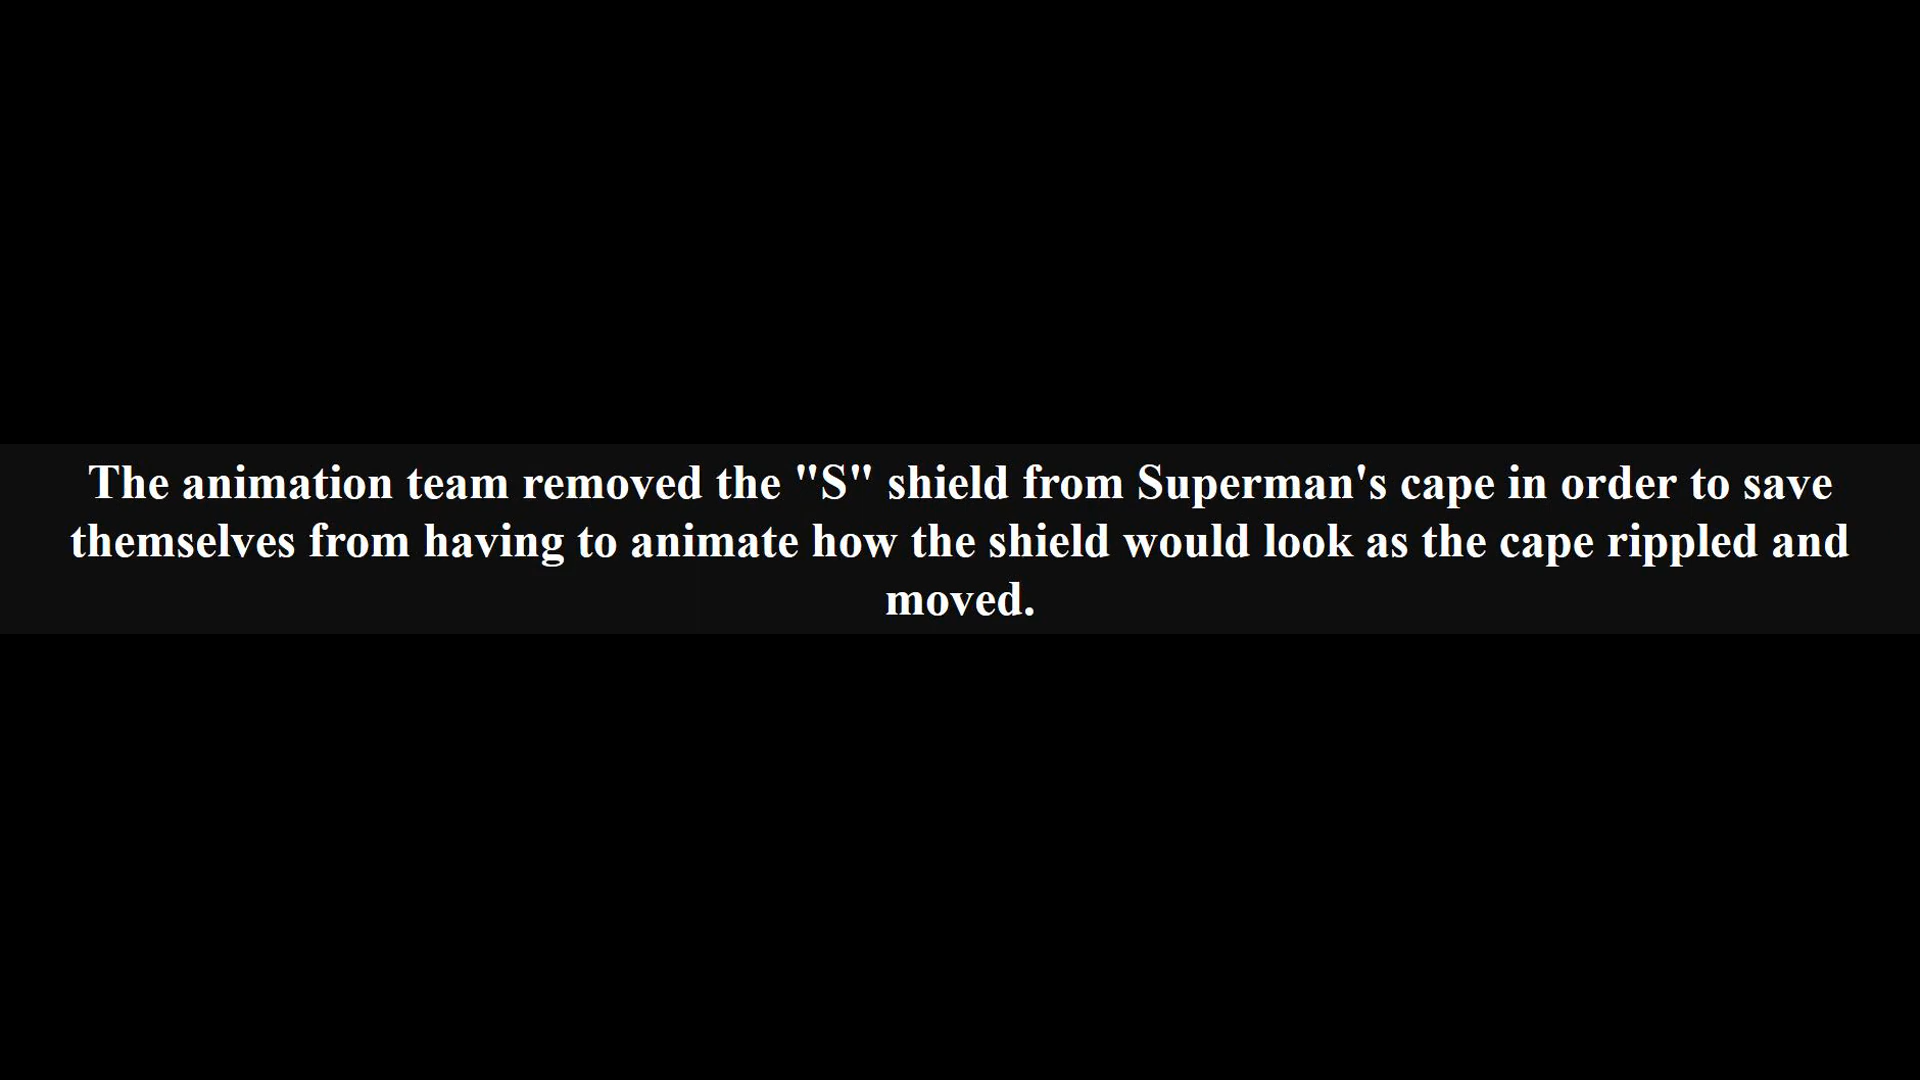 The animation team removed the "S" shield from Superman's cape in order to save
themselves from having to animate how the shield would look as the cape rippled and
moved.